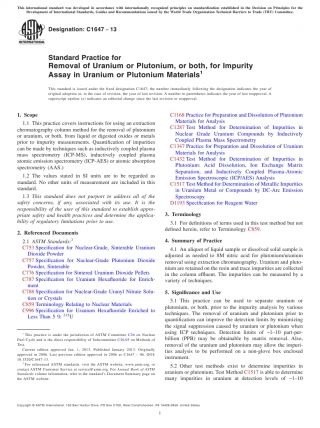 This international standard was developed in accordance with internationally recognized principles on standardization established in the Decision on Principles for the
Development of International Standards, Guides and Recommendations issued by the World Trade Organization Technical Barriers to Trade (TBT) Committee.
Designation: C1647 − 13
Standard Practice for
Removal of Uranium or Plutonium, or both, for Impurity
Assay in Uranium or Plutonium Materials1
This standard is issued under the fixed designation C1647; the number immediately following the designation indicates the year of
original adoption or, in the case of revision, the year of last revision. A number in parentheses indicates the year of last reapproval. A
superscript epsilon (ε) indicates an editorial change since the last revision or reapproval.
1. Scope
1.1 This practice covers instructions for using an extraction
chromatography column method for the removal of plutonium
or uranium, or both, from liquid or digested oxides or metals
prior to impurity measurements. Quantification of impurities
can be made by techniques such as inductively coupled plasma
mass spectrometry (ICP-MS), inductively coupled plasma
atomic emission spectrometry (ICP-AES) or atomic absorption
spectrometry (AAS.)
1.2 The values stated in SI units are to be regarded as
standard. No other units of measurement are included in this
standard.
1.3 This standard does not purport to address all of the
safety concerns, if any, associated with its use. It is the
responsibility of the user of this standard to establish appro-
priate safety and health practices and determine the applica-
bility of regulatory limitations prior to use.
2. Referenced Documents
2.1 ASTM Standards:2
C753 Specification for Nuclear-Grade, Sinterable Uranium
Dioxide Powder
C757 Specification for Nuclear-Grade Plutonium Dioxide
Powder, Sinterable
C776 Specification for Sintered Uranium Dioxide Pellets
C787 Specification for Uranium Hexafluoride for Enrich-
ment
C788 Specification for Nuclear-Grade Uranyl Nitrate Solu-
tion or Crystals
C859 Terminology Relating to Nuclear Materials
C996 Specification for Uranium Hexafluoride Enriched to
Less Than 5 % 235U
1 This practice is under the jurisdiction of ASTM Committee C26 on Nuclear
Fuel Cycle and is the direct responsibility of Subcommittee C26.05 on Methods of
Test.
Current edition approved Jan. 1, 2013. Published January 2013. Originally
approved in 2006. Last previous edition approved in 2006 as C1647 – 06. DOI:
10.1520/C1647-13.
2 For referenced ASTM standards, visit the ASTM website, www.astm.org, or
contact ASTM Customer Service at service@astm.org. For Annual Book of ASTM
Standards volume information, refer to the standard's Document Summary page on
the ASTM website.
C1168 Practice for Preparation and Dissolution of Plutonium
Materials for Analysis
C1287 Test Method for Determination of Impurities in
Nuclear Grade Uranium Compounds by Inductively
Coupled Plasma Mass Spectrometry
C1347 Practice for Preparation and Dissolution of Uranium
Materials for Analysis
C1432 Test Method for Determination of Impurities in
Plutonium: Acid Dissolution, Ion Exchange Matrix
Separation, and Inductively Coupled Plasma-Atomic
Emission Spectroscopic (ICP/AES) Analysis
C1517 Test Method for Determination of Metallic Impurities
in Uranium Metal or Compounds by DC-Arc Emission
Spectroscopy
D1193 Specification for Reagent Water
3. Terminology
3.1 For definitions of terms used in this test method but not
defined herein, refer to Terminology C859.
4. Summary of Practice
4.1 An aliquot of liquid sample or dissolved solid sample is
adjusted as needed to 8M nitric acid for plutonium/uranium
removal using extraction chromatography. Uranium and pluto-
nium are retained on the resin and trace impurities are collected
in the column effluent. The impurities can be measured by a
variety of techniques.
5. Significance and Use
5.1 This practice can be used to separate uranium or
plutonium, or both, prior to the impurity analysis by various
techniques. The removal of uranium and plutonium prior to
quantification can improve the detection limits by minimizing
the signal suppression caused by uranium or plutonium when
using ICP techniques. Detection limits of ~1–10 part-per-
billion (PPB) may be obtainable by matrix removal. Also,
removal of the uranium and plutonium may allow the impuri-
ties analysis to be performed on a non-glove box enclosed
instrument.
5.2 Other test methods exist to determine impurities in
uranium or plutonium. Test Method C1517 is able to determine
many impurities in uranium at detection levels of ~1–10
Copyright © ASTM International, 100 Barr Harbor Drive, PO Box C700, West Conshohocken, PA 19428-2959. United States
1